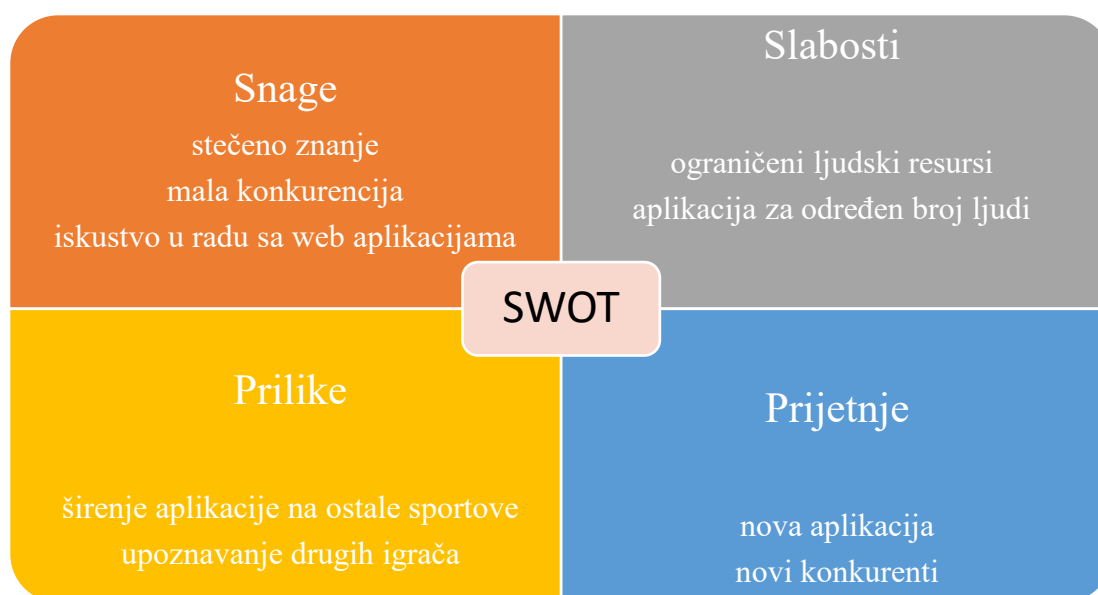 Snage
stečeno znanje
mala konkurencija
iskustvo u radu sa web aplikacijama
Slabosti
ograničeni ljudski resursi
aplikacija za određen broj ljudi
SWOT
Prilike
širenje aplikacije na ostale sportove
upoznavanje drugih igrača
Prijetnje
nova aplikacija
novi konkurenti